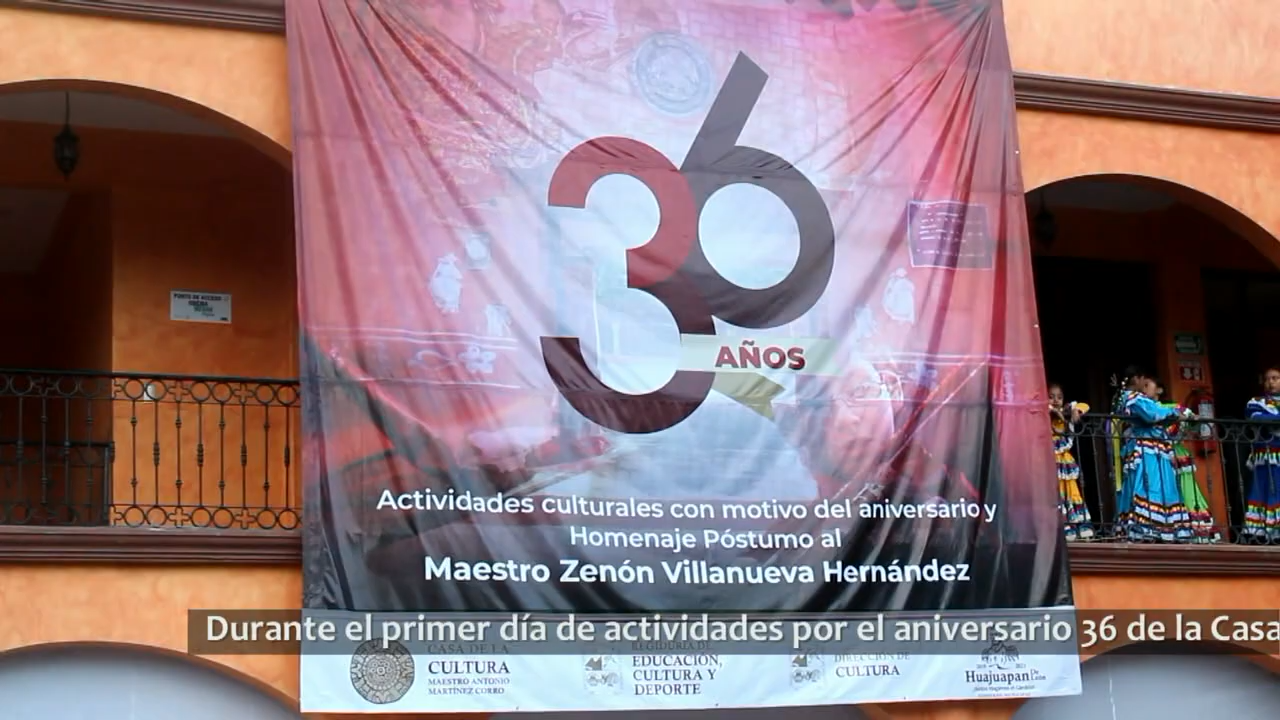 36
AÑOS
PUNTO DE ACCESO
Actividades culturales con motivo del aniversario y
Homenaje Póstumo al
Maestro Zenón Villanueva Hernández
Durante el primer día de actividades por el aniversario 36 de la Casa
CASA DE LA
CULTURA
MAESTRO ANTONIO
MARTÍNEZ CORRO
REGIDURÍA DE
EDUCACIÓN,
CULTURA Y
DEPORTE
DIRECCIÓN DE
CULTURA
Huajuapan De León